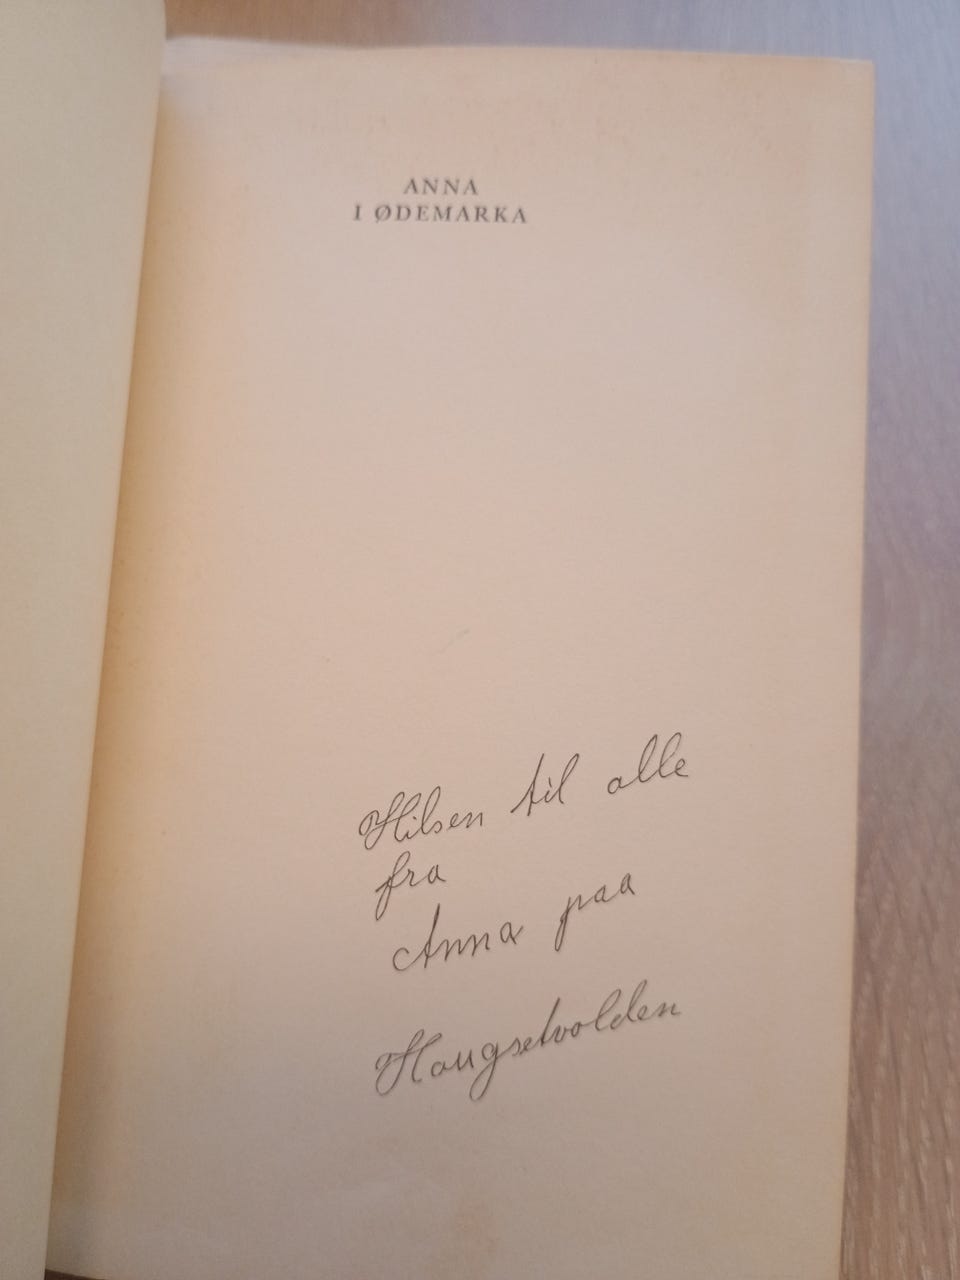 ANNA
I ØDEMARKA
Hilsen til alle
fra
Anna paa
Haugsetvolden